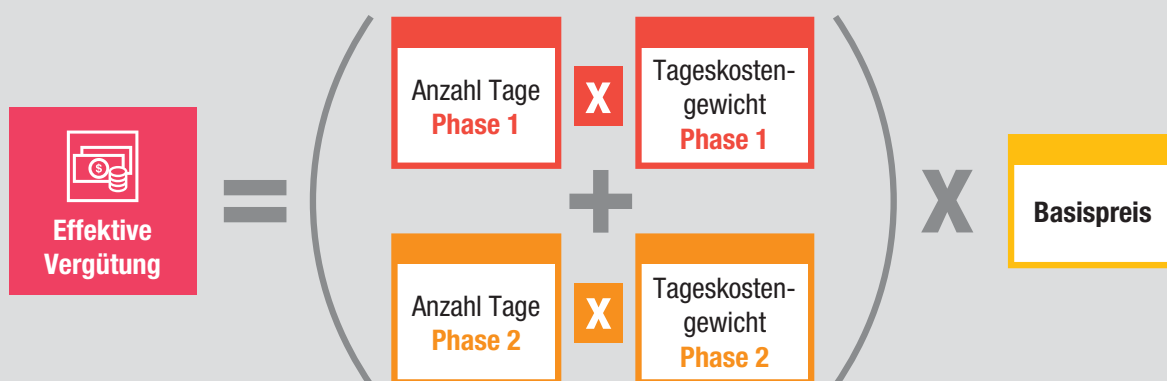 Effektive
Vergütung
=
(
Anzahl Tage
Phase 1
X
Tageskosten-
gewicht
Phase 1
+
Anzahl Tage
Phase 2
X
Tageskosten-
gewicht
Phase 2
)
X
Basispreis
$